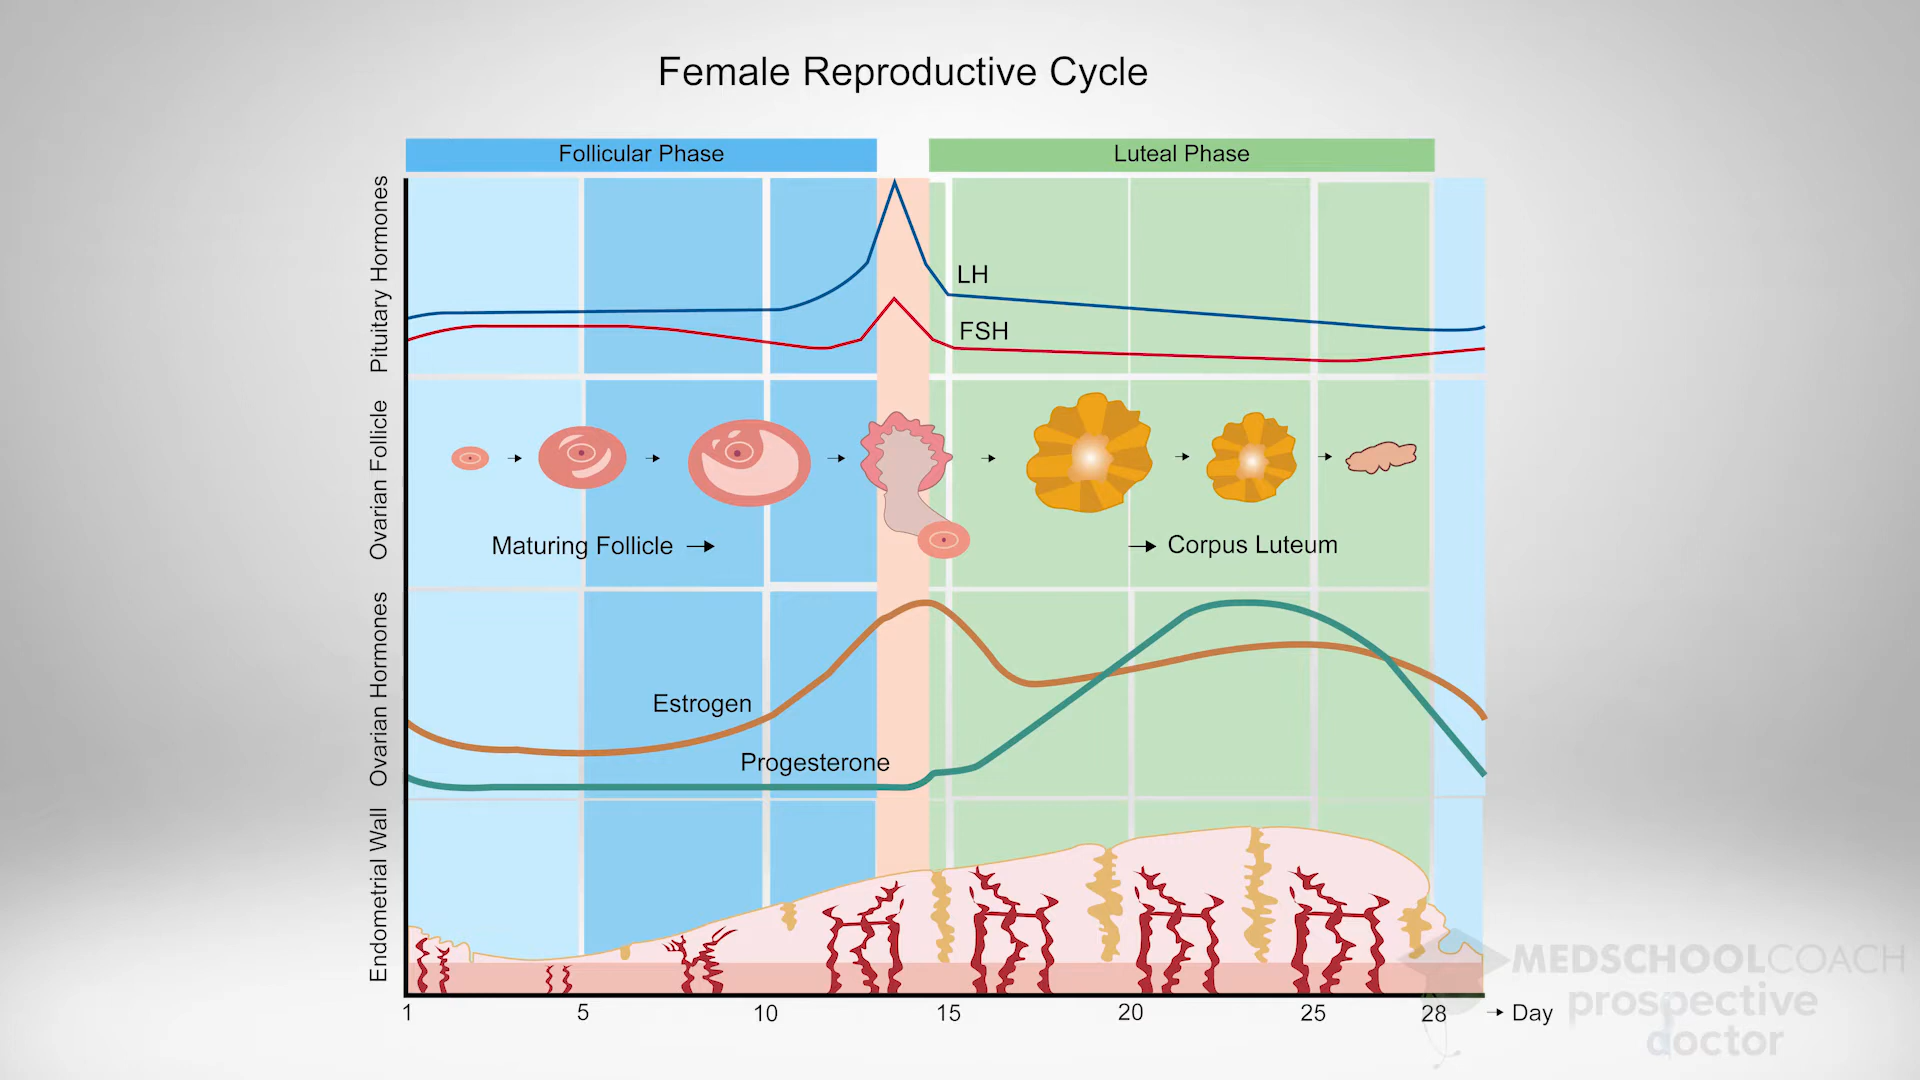 Female Reproductive Cycle
Follicular Phase
Luteal Phase
Pituitary Hormones
LH
FSH
Ovarian Follicle
Maturing Follicle
Corpus Luteum
Ovarian Hormones
Estrogen
Progesterone
Endometrial Wall
1 5 10 15 20 25 28 Day
MEDSCHOOLCOACH
prospective
doctor